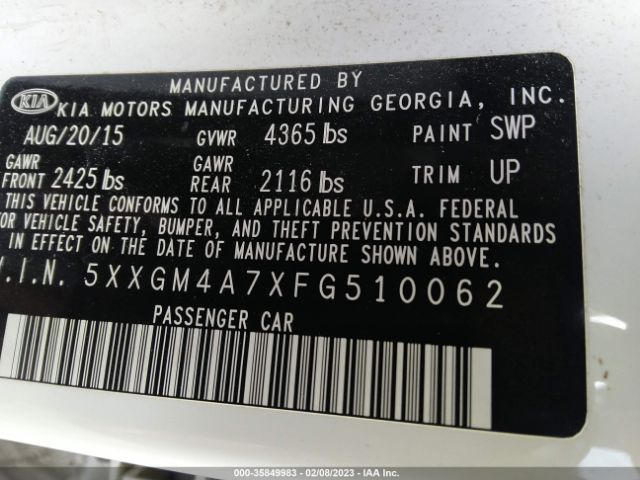 MANUFACTURED BY
KIA KIA MOTORS MANUFACTURING GEORGIA, INC.
AUG/20/15 GVWR 4365 lbs PAINT SWP
GAWR FRONT 2425 lbs GAWR REAR 2116 lbs TRIM UP
THIS VEHICLE CONFORMS TO ALL APPLICABLE U.S.A. FEDERAL
VEHICLE SAFETY, BUMPER, AND THEFT PREVENTION STANDARDS
IN EFFECT ON THE DATE OF MANUFACTURE SHOWN ABOVE.
V.I.N. 5XXGM4A7XFG510062
PASSENGER CAR
000-35849983 - 02/08/2023 - IAA Inc.